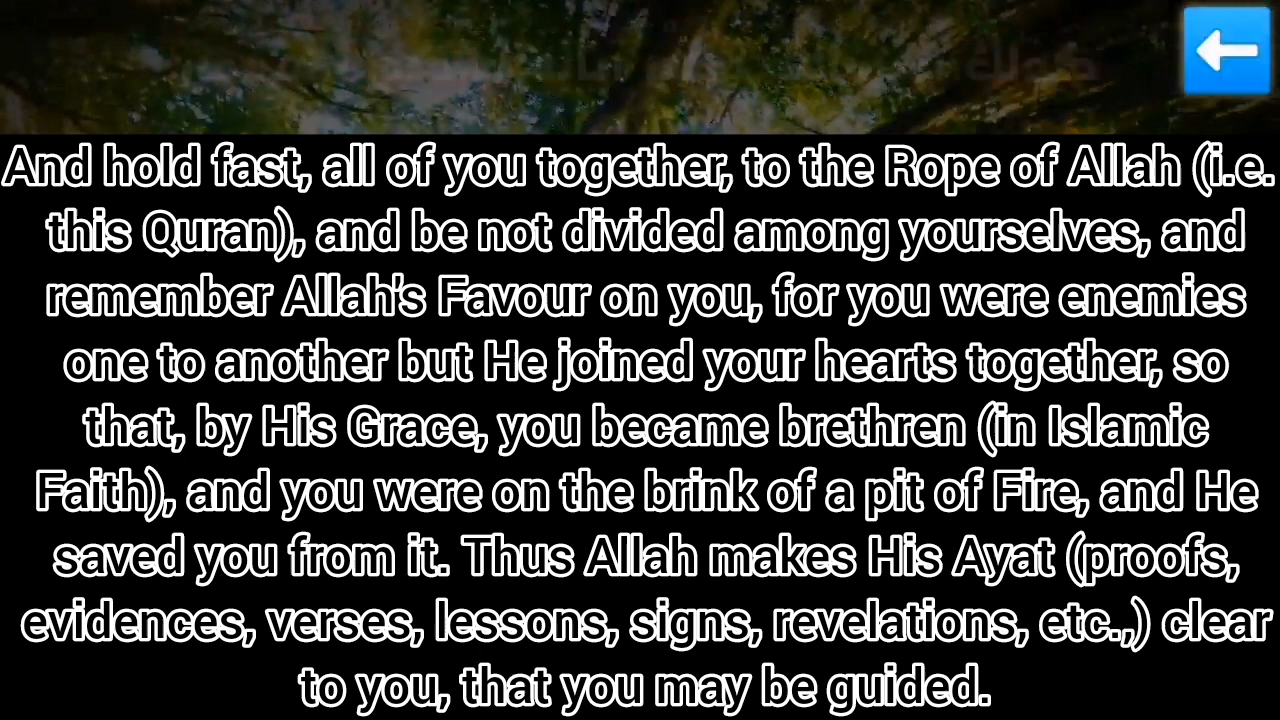 And hold fast, all of you together, to the Rope of Allah (i.e.
this Quran), and be not divided among yourselves, and
remember Allah's Favour on you, for you were enemies
one to another but He joined your hearts together, so
that, by His Grace, you became brethren (in Islamic
Faith), and you were on the brink of a pit of Fire, and He
saved you from it. Thus Allah makes His Ayat (proofs,
evidences, verses, lessons, signs, revelations, etc.,) clear
to you, that you may be guided.